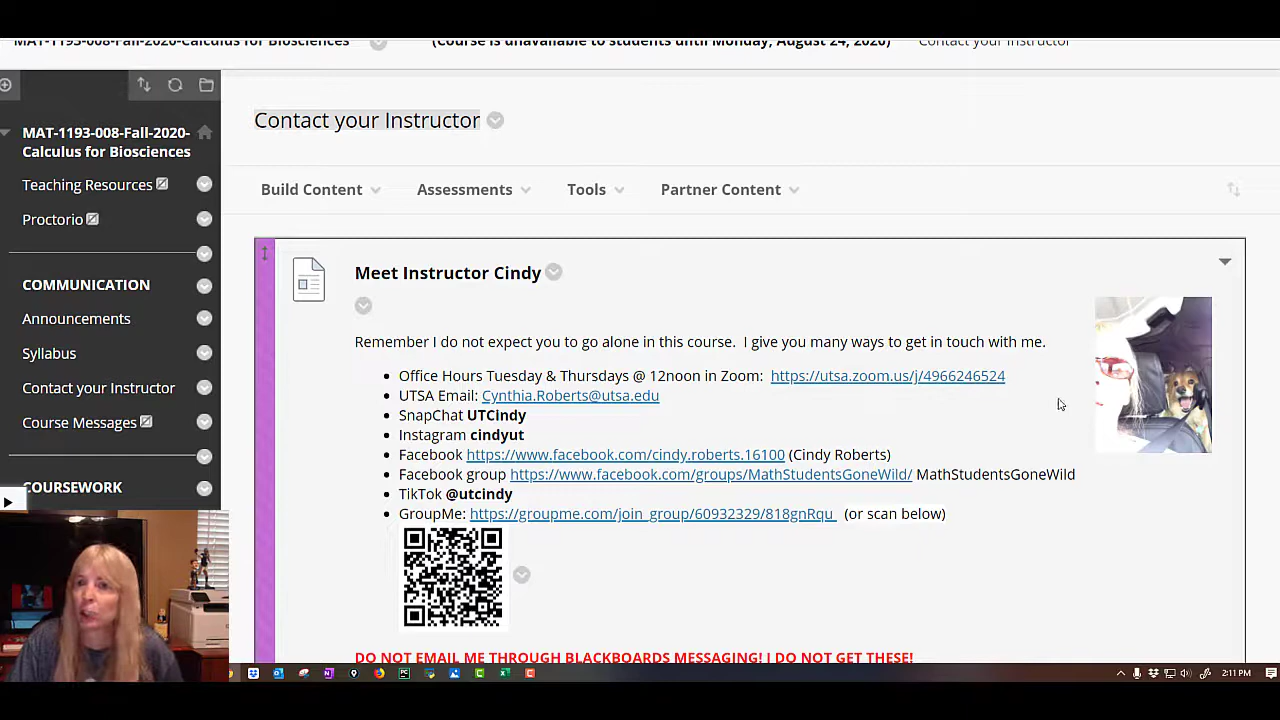 MAT-1193-008-Fall-2020-Calculus for Biosciences (Course is unavailable to students until Monday, August 24, 2020) Contact your Instructor
MAT-1193-008-Fall-2020-
Calculus for Biosciences
Teaching Resources
Proctorio
COMMUNICATION
Announcements
Syllabus
Contact your Instructor
Course Messages
COURSEWORK
Contact your Instructor
Build Content Assessments Tools Partner Content
Meet Instructor Cindy
Remember I do not expect you to go alone in this course.  I give you many ways to get in touch with me.
Office Hours Tuesday & Thursdays @ 12noon in Zoom:  https://utsa.zoom.us/j/4966246524
UTSA Email: Cynthia.Roberts@utsa.edu
SnapChat UTCindy
Instagram cindyut
Facebook https://www.facebook.com/cindy.roberts.16100 (Cindy Roberts)
Facebook group https://www.facebook.com/groups/MathStudentsGoneWild/ MathStudentsGoneWild
TikTok @utcindy
GroupMe: https://groupme.com/join_group/60932329/818gnRqu  (or scan below)
DO NOT EMAIL ME THROUGH BLACKBOARDS MESSAGING! I DO NOT GET THESE!
2:11 PM